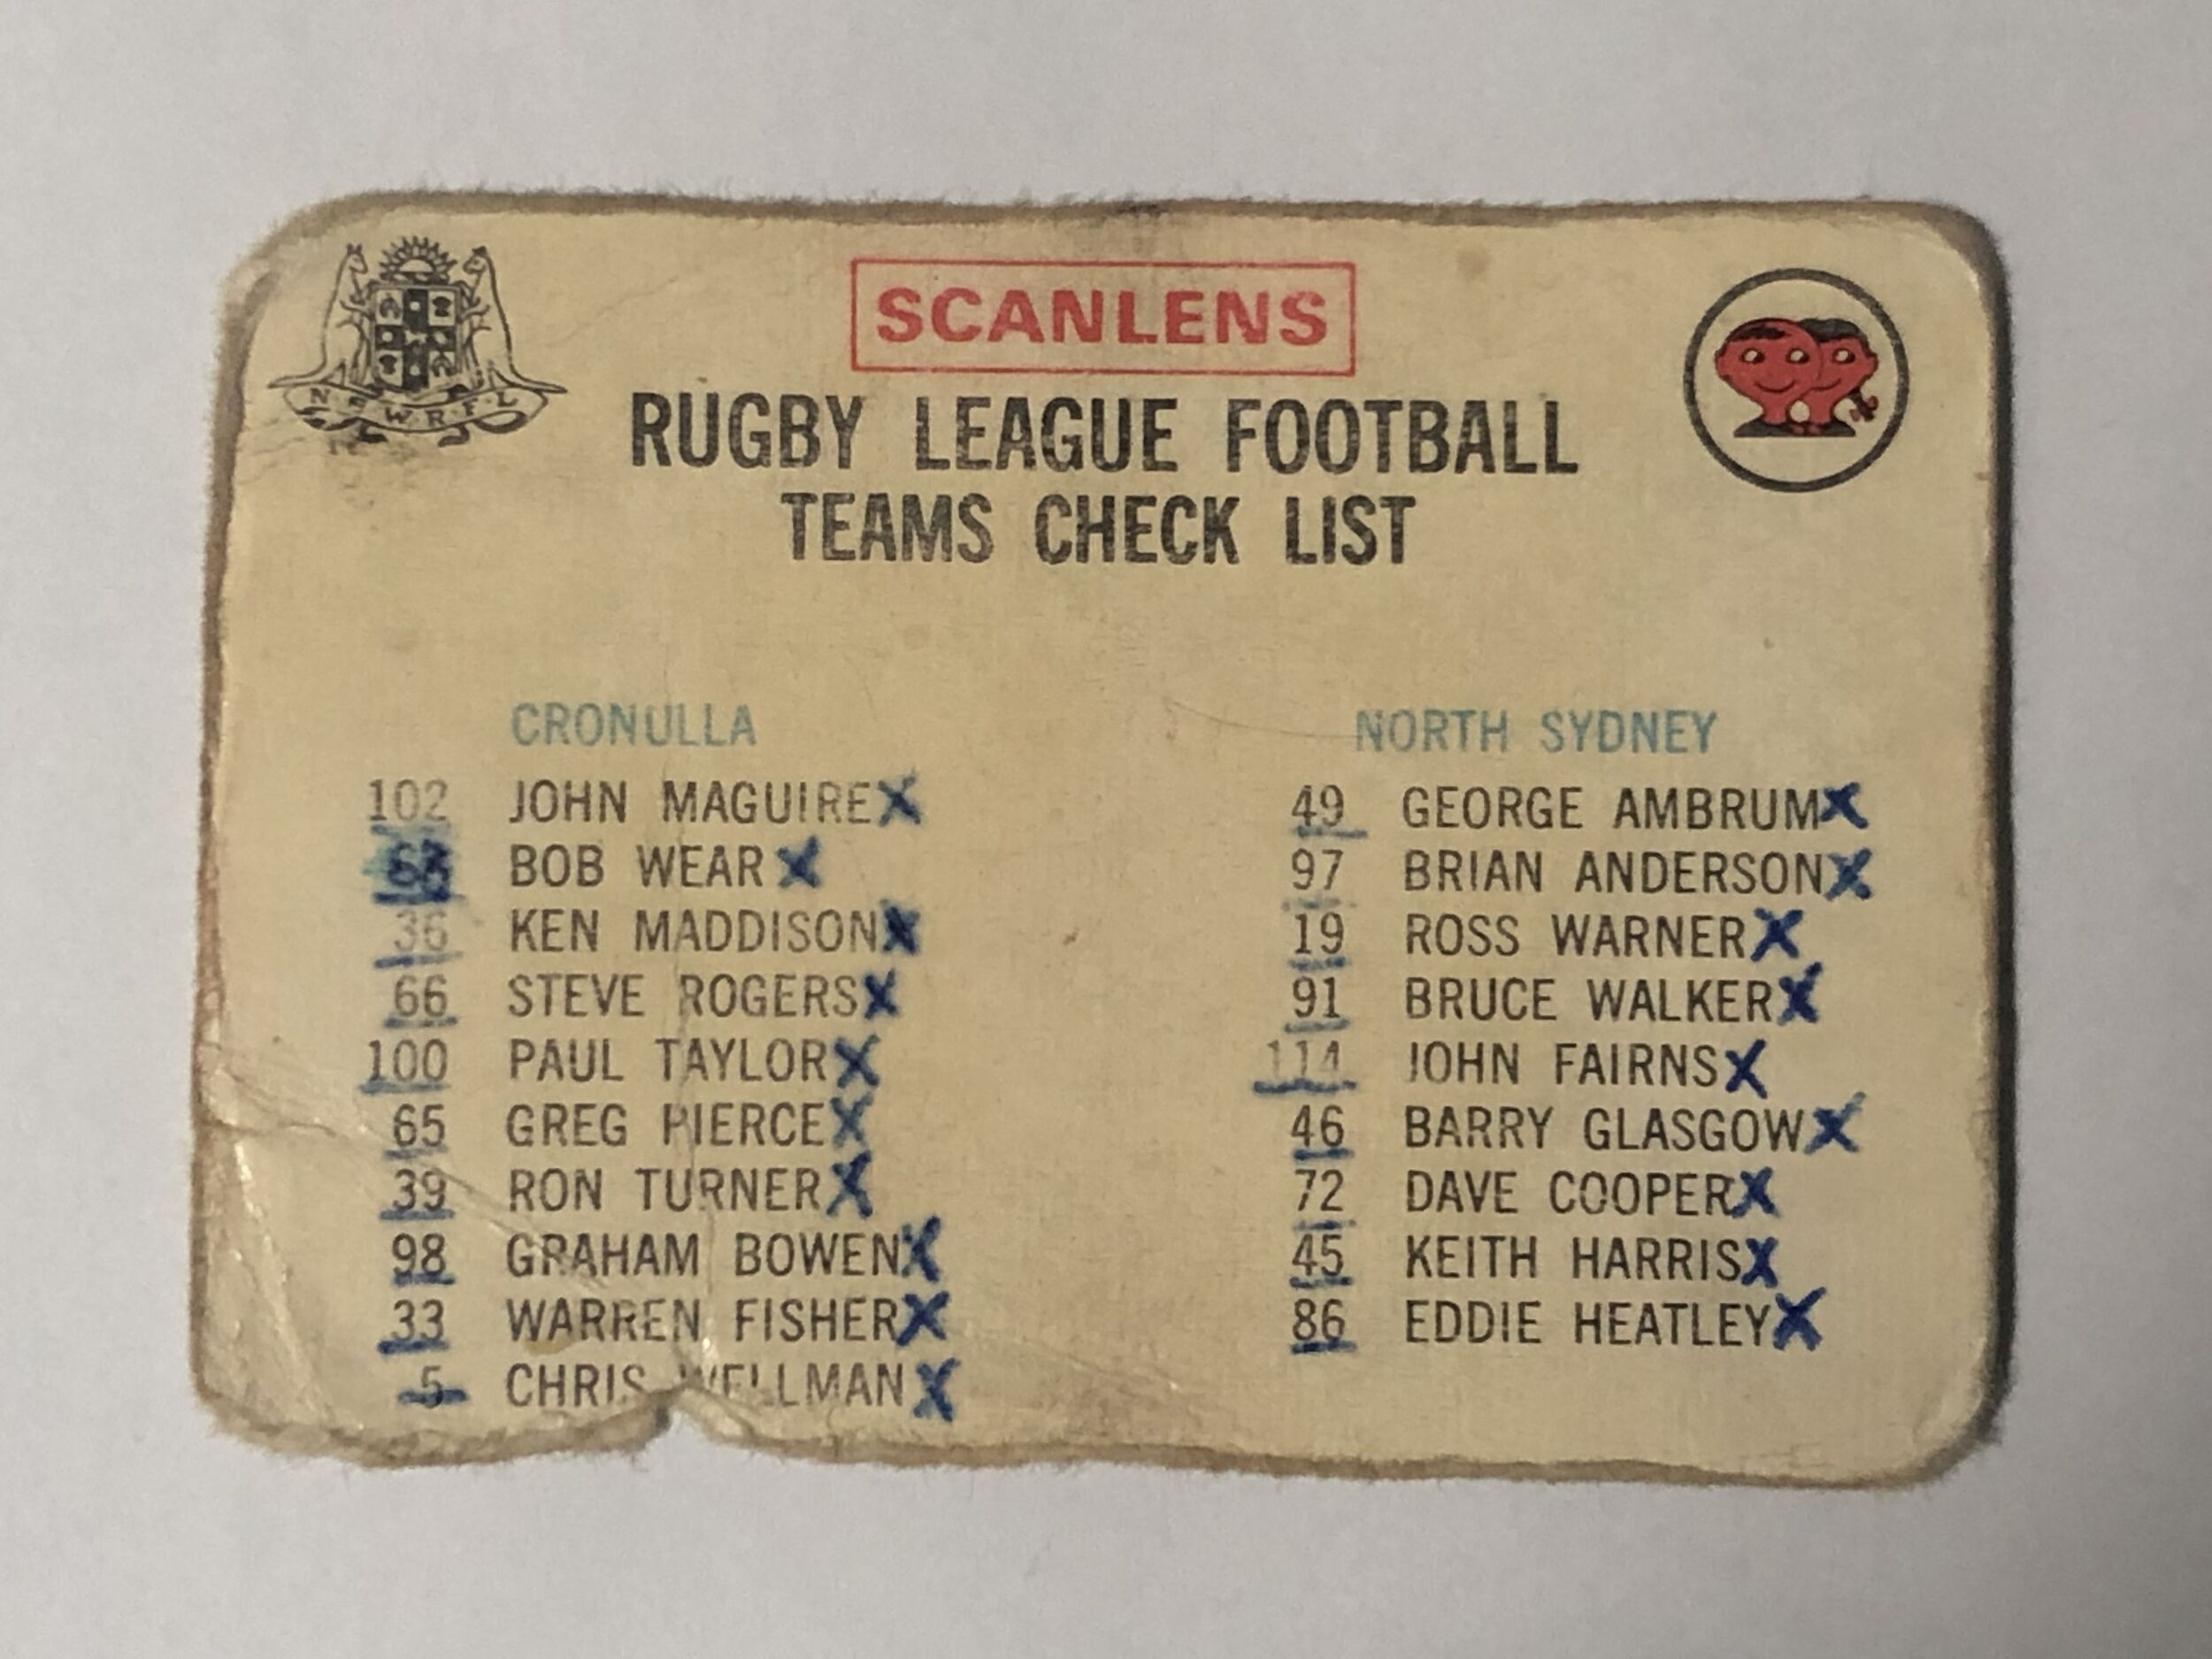 N.S.W.R.F.L
SCANLENS
RUGBY LEAGUE FOOTBALL
TEAMS CHECK LIST
CRONULLA
102 JOHN MAGUIRE X
BOB WEAR X
36 KEN MADDISON X
66 STEVE ROGERS X
100 PAUL TAYLOR X
65 GREG PIERCE X
39 RON TURNER X
98 GRAHAM BOWEN X
33 WARREN FISHER X
5 CHRIS WELLMAN X
NORTH SYDNEY
49 GEORGE AMBRUM X
97 BRIAN ANDERSON X
19 ROSS WARNER X
91 BRUCE WALKER X
114 JOHN FAIRNS X
46 BARRY GLASGOW X
72 DAVE COOPER X
45 KEITH HARRIS X
86 EDDIE HEATLEY X